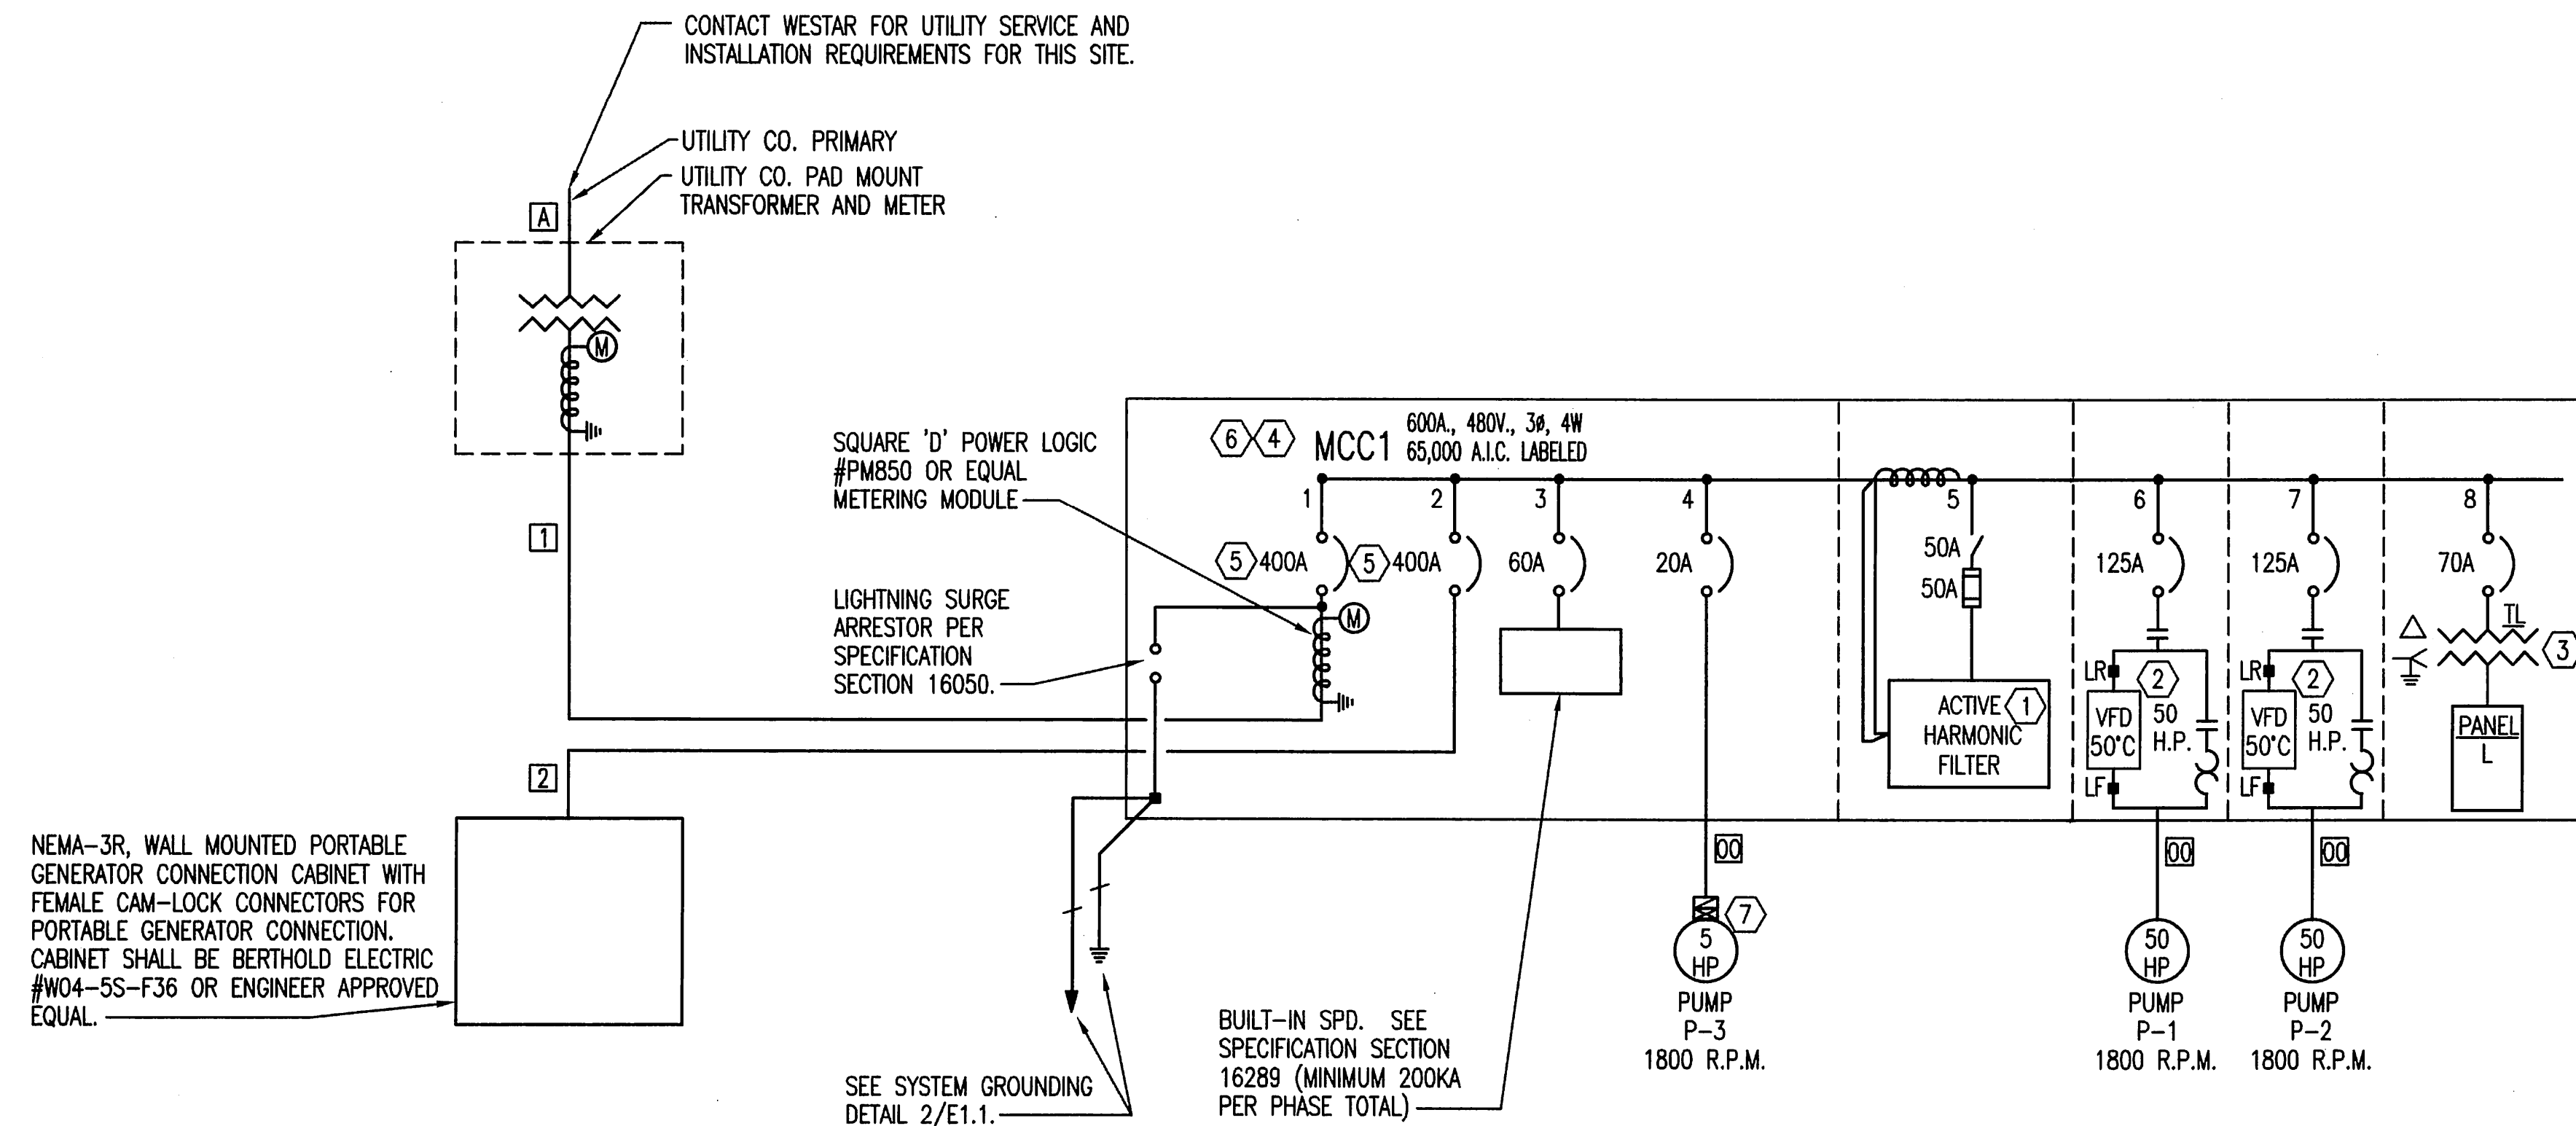 CONTACT WESTAR FOR UTILITY SERVICE AND
INSTALLATION REQUIREMENTS FOR THIS SITE.
UTILITY CO. PRIMARY
UTILITY CO. PAD MOUNT
TRANSFORMER AND METER
A
M
1
SQUARE 'D' POWER LOGIC
#PM850 OR EQUAL
METERING MODULE
LIGHTNING SURGE
ARRESTOR PER
SPECIFICATION
SECTION 16050.
2
NEMA-3R, WALL MOUNTED PORTABLE
GENERATOR CONNECTION CABINET WITH
FEMALE CAM-LOCK CONNECTORS FOR
PORTABLE GENERATOR CONNECTION.
CABINET SHALL BE BERTHOLD ELECTRIC
#W04-5S-F36 OR ENGINEER APPROVED
EQUAL.
SEE SYSTEM GROUNDING
DETAIL 2/E1.1.
6 4 MCC1
600A., 480V., 3ø, 4W
65,000 A.I.C. LABELED
1
5 400A
M
2
5 400A
3
60A
BUILT-IN SPD. SEE
SPECIFICATION SECTION
16289 (MINIMUM 200KA
PER PHASE TOTAL)
4
20A
00
7
5
HP
PUMP
P-3
1800 R.P.M.
5
50A
50A
ACTIVE 1
HARMONIC
FILTER
6
125A
LR
2
VFD
50°C
50
H.P.
LF
00
50
HP
PUMP
P-1
1800 R.P.M.
7
125A
LR
2
VFD
50°C
50
H.P.
LF
00
50
HP
PUMP
P-2
1800 R.P.M.
8
70A
TL
3
PANEL
L